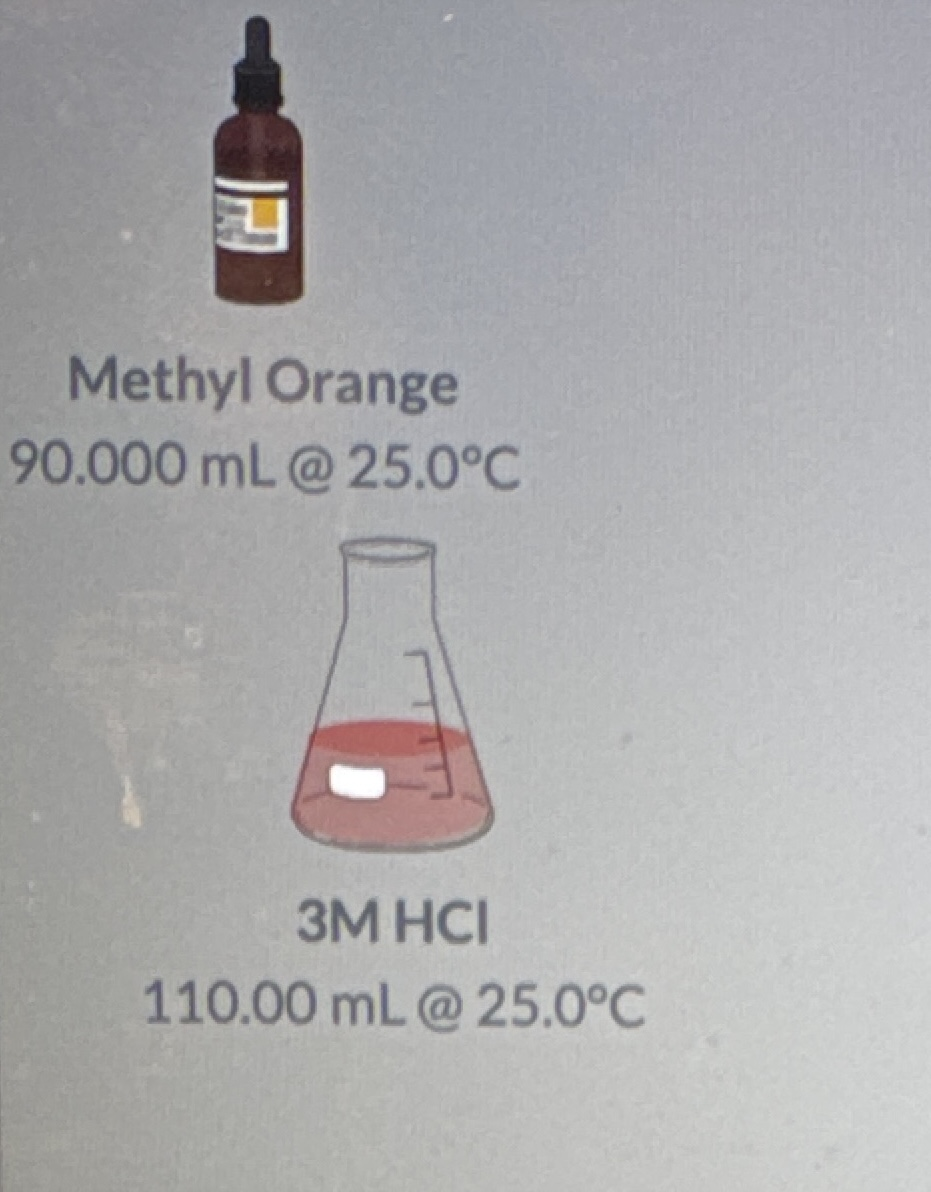 Methyl Orange
90.000 mL @ 25.0°C
3M HCl
110.00 mL @ 25.0°C